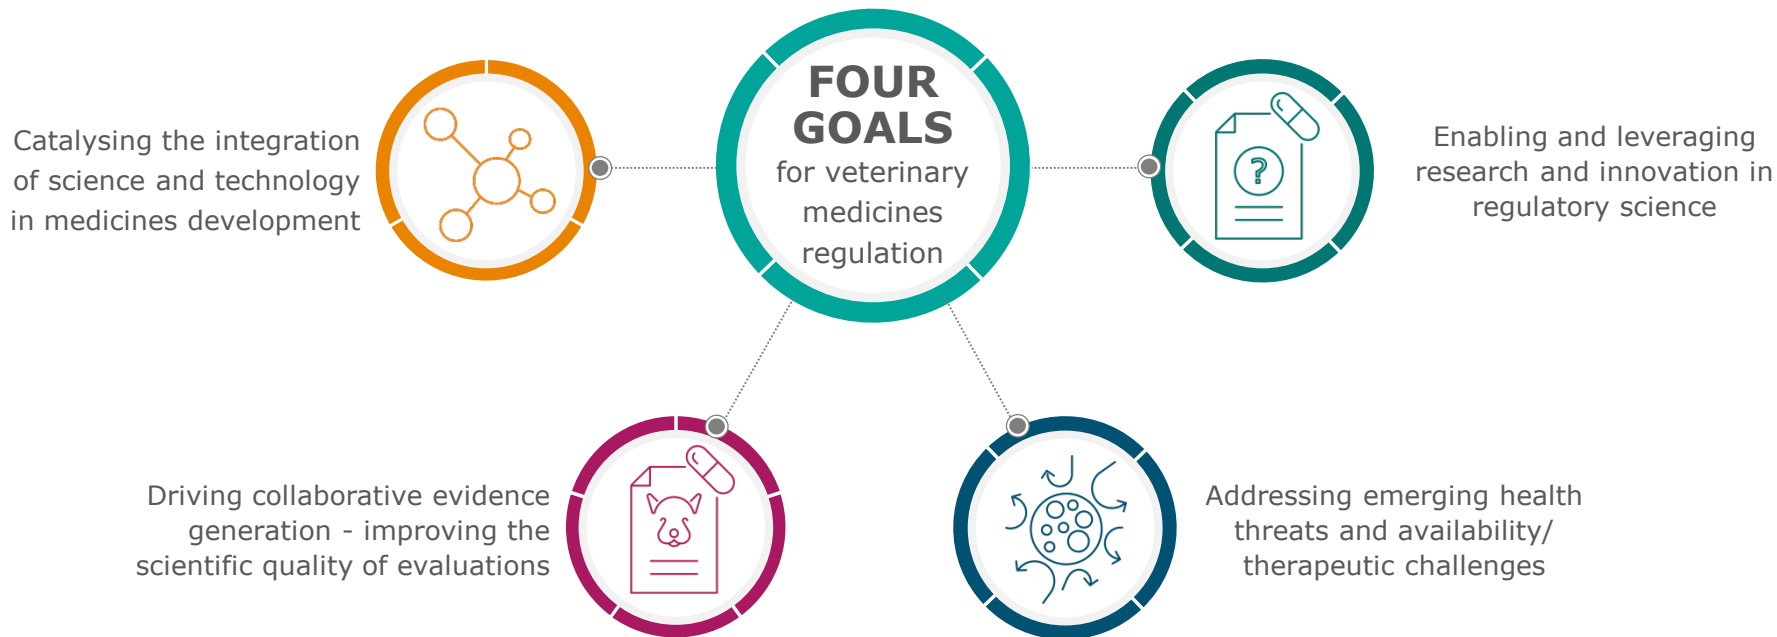 FOUR
GOALS
for veterinary
medicines
regulation
Catalysing the integration
of science and technology
in medicines development
?
Enabling and leveraging
research and innovation in
regulatory science
Driving collaborative evidence
generation - improving the
scientific quality of evaluations
Addressing emerging health
threats and availability/
therapeutic challenges